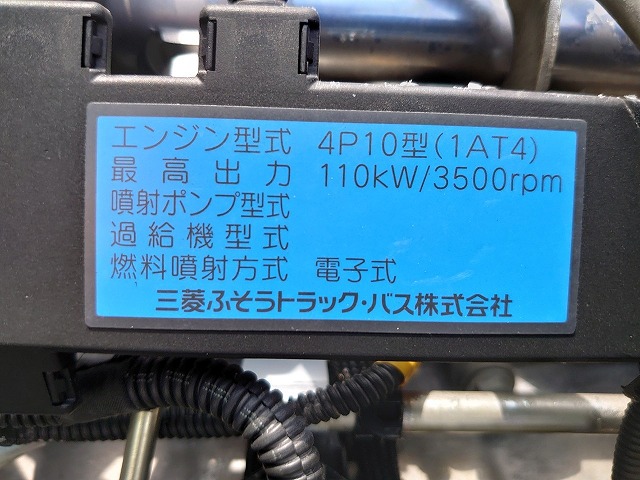 エンジン型式 4P10型(1AT4)
最高出力 110kW/3500rpm
噴射ポンプ型式
過給機型式
燃料噴射方式 電子式
三菱ふそうトラック・バス株式会社